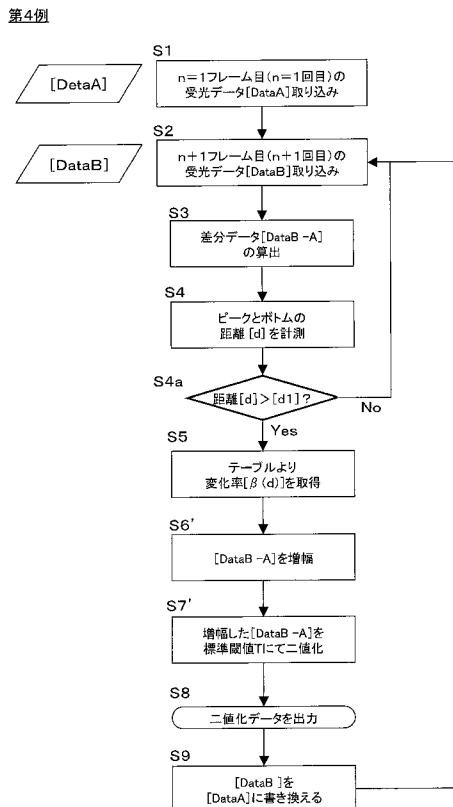 第4例
S1
[DetaA]
n=1フレーム目(n=1回目)の
受光データ[DataA]取り込み
S2
[DataB]
n+1フレーム目(n+1回目)の
受光データ[DataB]取り込み
S3
差分データ[DataB-A]
の算出
S4
ピークとボトムの
距離[d]を計測
S4a
距離[d]>[d1]?
No
Yes
S5
テーブルより
変化率[β(d)]を取得
S6'
[DataB-A]を増幅
S7'
増幅した[DataB-A]を
標準閾値Tにて二値化
S8
二値化データを出力
S9
[DataB]を
[DataA]に書き換える